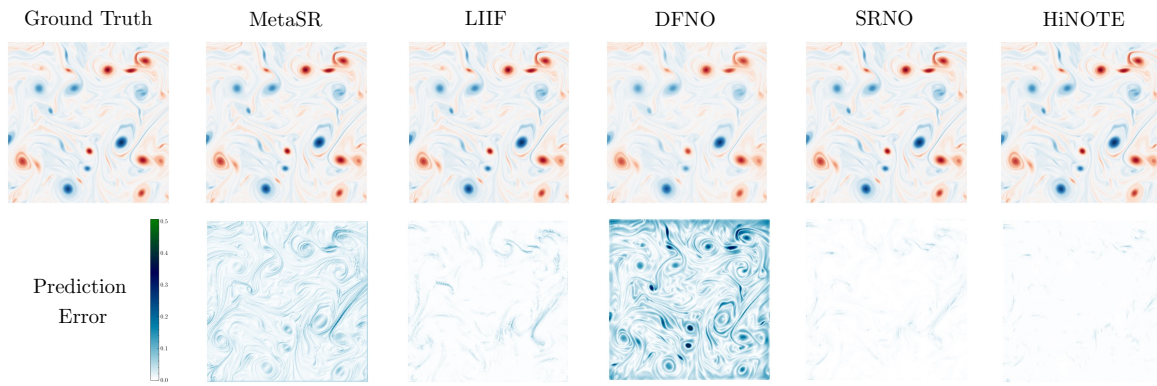 Ground Truth MetaSR LIIF DFNO SRNO HiNOTE
0.5
0.4
0.3
0.2
0.1
0.0
Prediction
Error